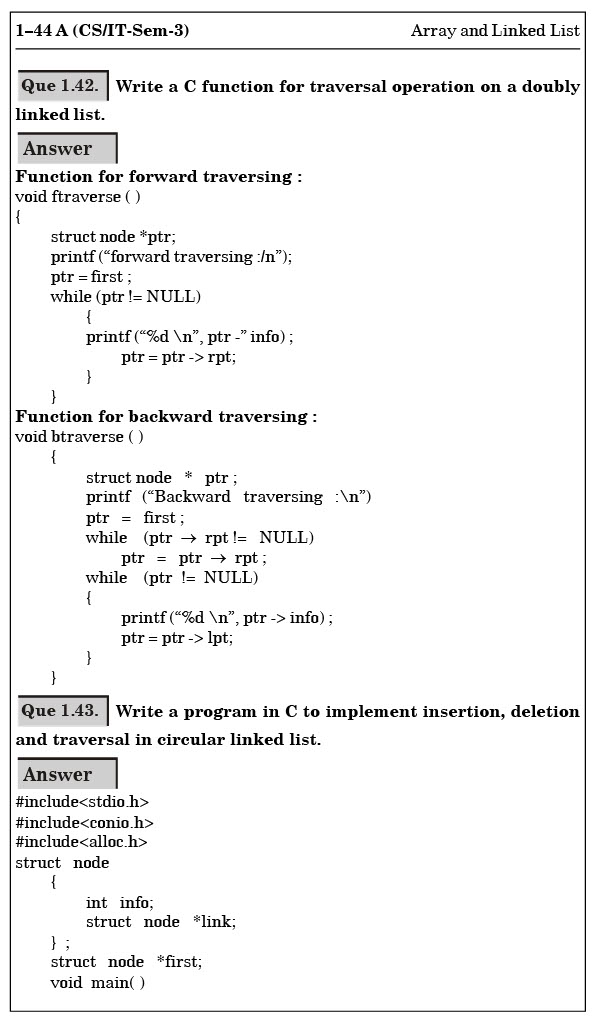 1–44 A (CS/IT-Sem-3) Array and Linked List
Que 1.42. Write a C function for traversal operation on a doubly
linked list.
Answer
Function for forward traversing :
void ftraverse ( )
{
struct node *ptr;
printf (“forward traversing :/n”);
ptr = first ;
while (ptr != NULL)
{
printf (“%d \n”, ptr -” info) ;
ptr = ptr -> rpt;
}
}
Function for backward traversing :
void btraverse ( )
{
struct node * ptr ;
printf (“Backward traversing :\n”)
ptr = first ;
while (ptr → rpt != NULL)
ptr = ptr → rpt ;
while (ptr != NULL)
{
printf (“%d \n”, ptr -> info) ;
ptr = ptr -> lpt;
}
}
Que 1.43. Write a program in C to implement insertion, deletion
and traversal in circular linked list.
Answer
#include<stdio.h>
#include<conio.h>
#include<alloc.h>
struct node
{
int info;
struct node *link;
} ;
struct node *first;
void main( )